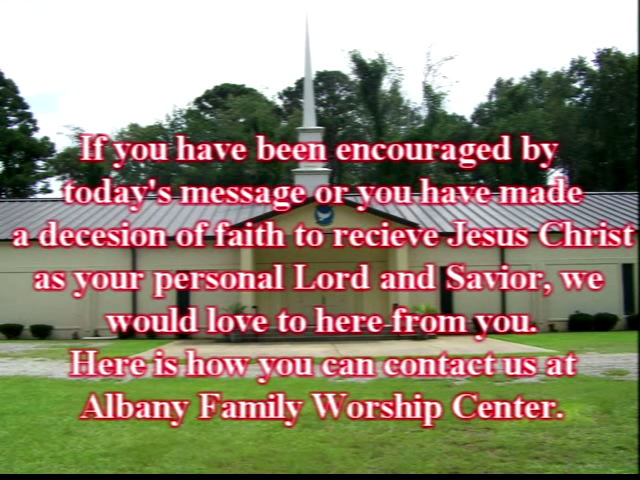 If you have been encouraged by
today's message or you have made
a decesion of faith to recieve Jesus Christ
as your personal Lord and Savior, we
would love to here from you.
Here is how you can contact us at
Albany Family Worship Center.